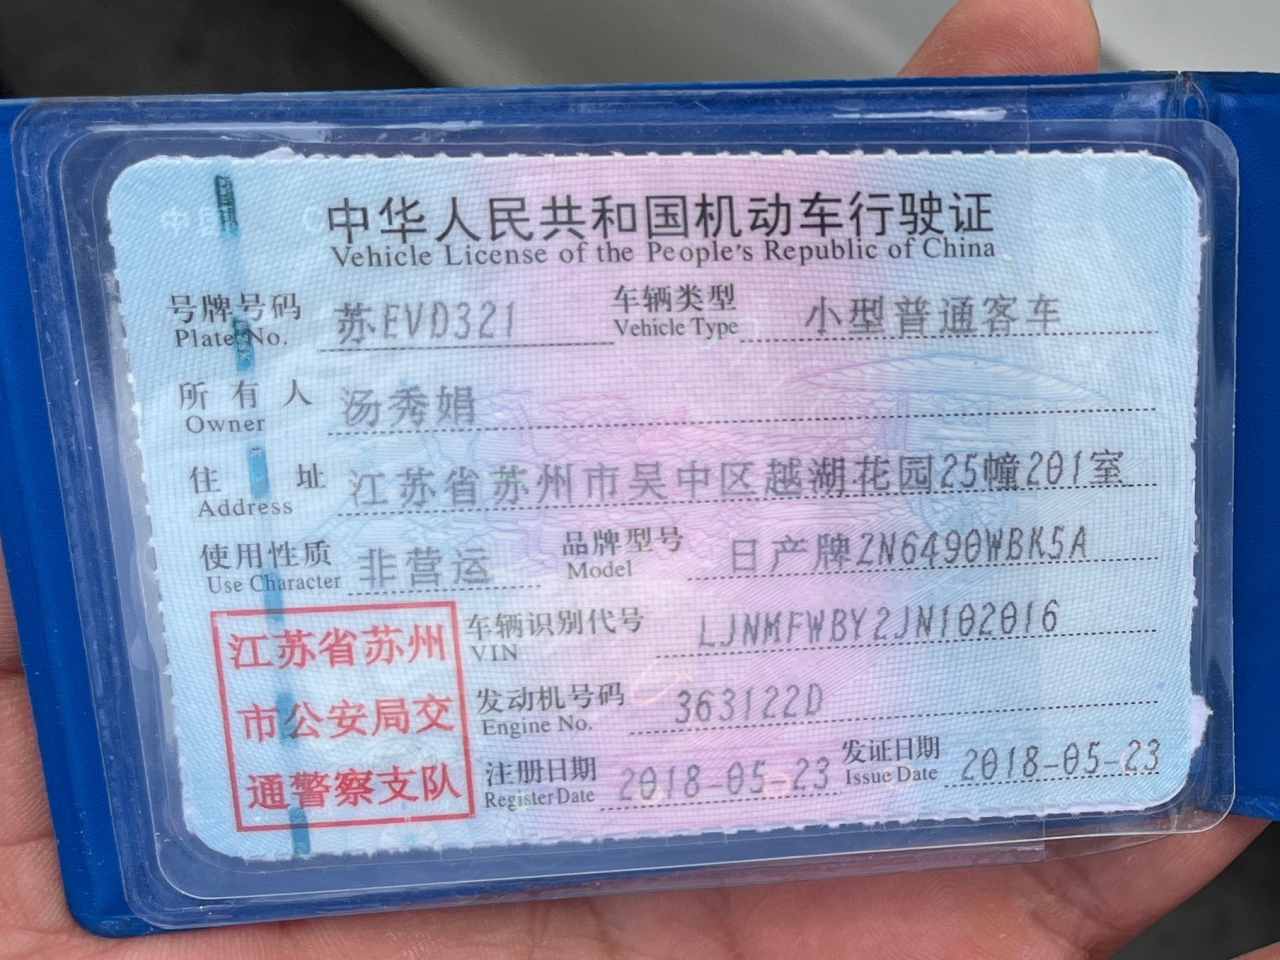 中华人民共和国机动车行驶证
Vehicle License of the People's Republic of China
号牌号码 苏EVD321 车辆类型 小型普通客车
Plate No. Vehicle Type
所有人 汤秀娟
Owner
住址 江苏省苏州市吴中区越湖花园25幢201室
Address
使用性质 非营运 品牌型号 日产牌ZN6490WBK5A
Use Character Model
江苏省苏州
市公安局交
通警察支队
车辆识别代号 LJNMFWBY2JN102016
VIN
发动机号码 363122D
Engine No.
注册日期 2018-05-23 发证日期 2018-05-23
Register Date Issue Date